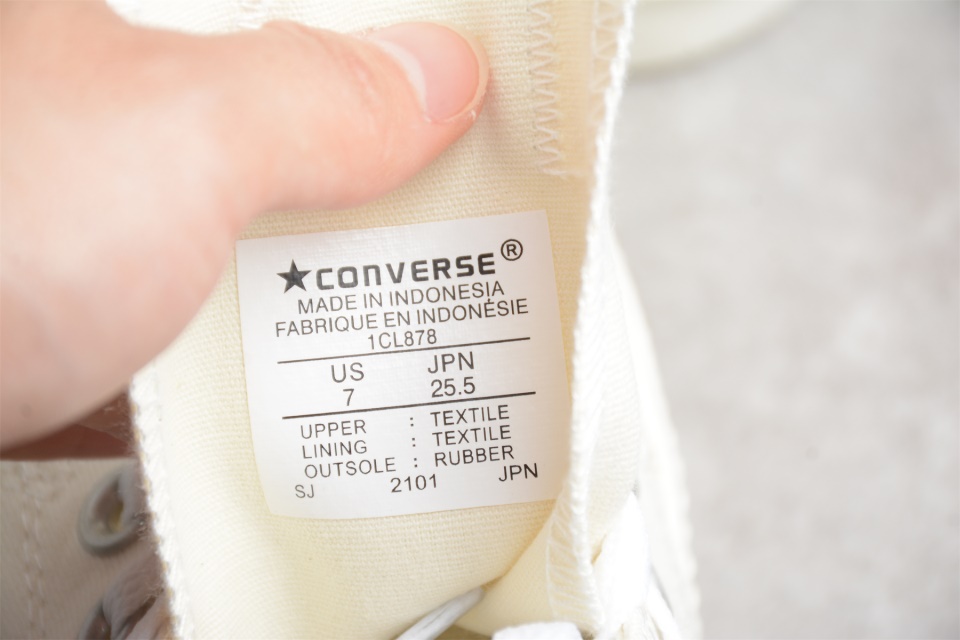 ★CONVERSE®
MADE IN INDONESIA
FABRIQUE EN INDONÉSIE
1CL878
US JPN
7 25.5
UPPER : TEXTILE
LINING : TEXTILE
OUTSOLE : RUBBER
SJ 2101 JPN